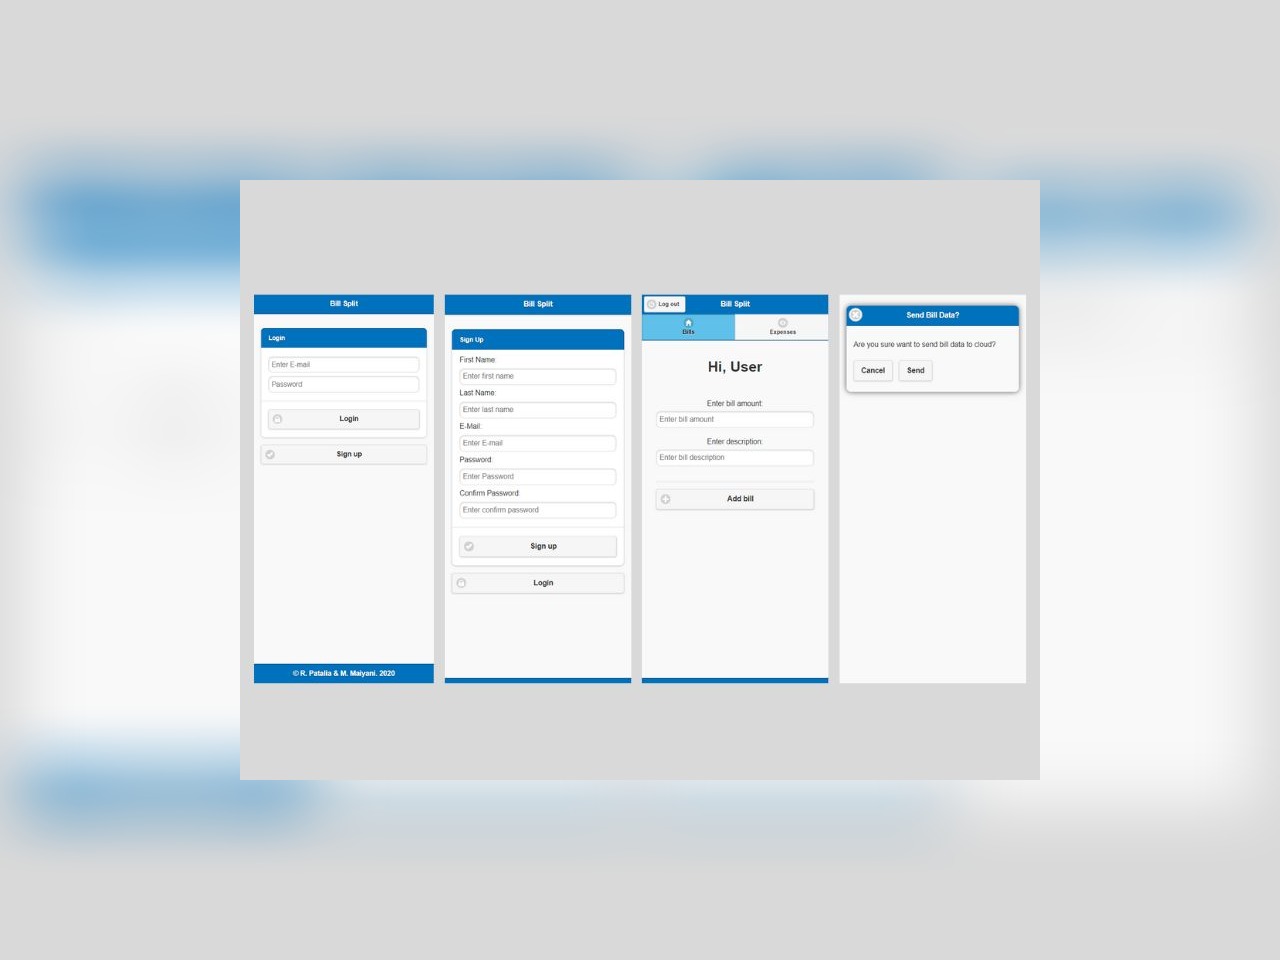 Bill Split
Login
Enter E-mail
Password
Login
Sign up
© R. Patalia & M. Maiyani. 2020
Bill Split
Sign Up
First Name:
Enter first name
Last Name:
Enter last name
E-Mail:
Enter E-mail
Password:
Enter Password
Confirm Password:
Enter confirm password
Sign up
Login
Log out
Bill Split
Bills
Expenses
Hi, User
Enter bill amount:
Enter bill amount
Enter description:
Enter bill description
Add bill
Send Bill Data?
Are you sure want to send bill data to cloud?
Cancel
Send